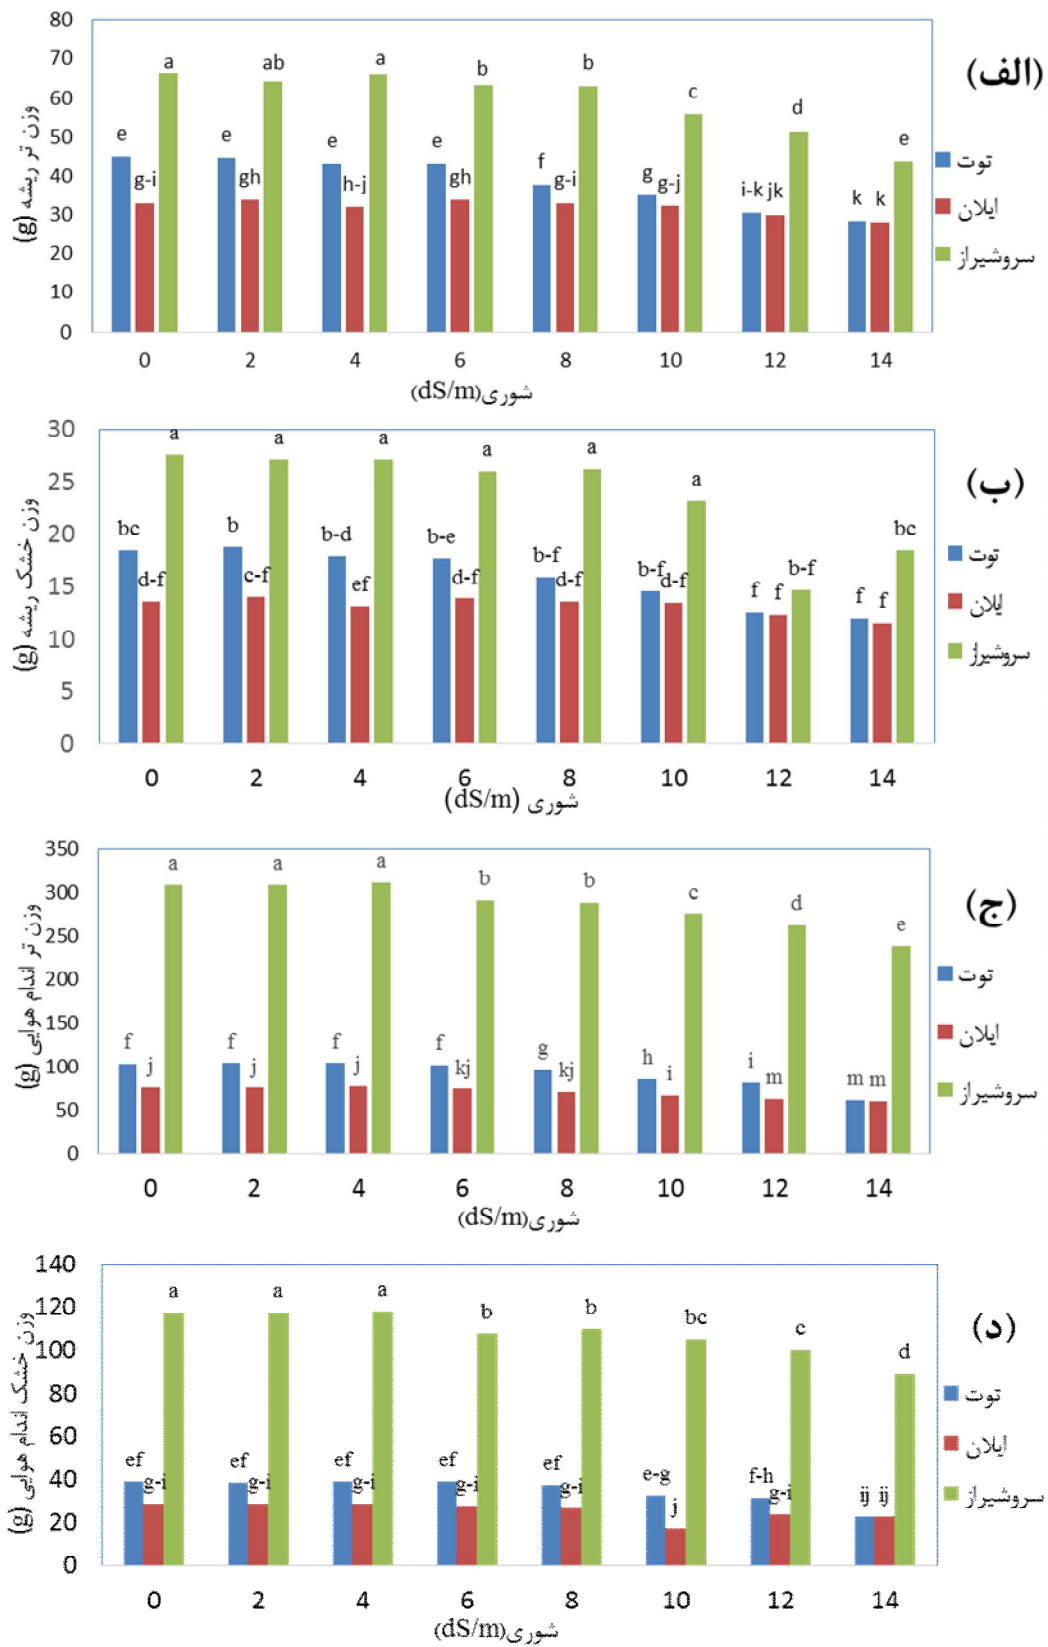 (الف)
وزن تر ریشه (g)
80
70
60
50
40
30
20
10
0
a ab a b b c d e
e e e e f g i-k k
g-i gh h-j gh g-i g-j jk k
0 2 4 6 8 10 12 14
شوری(dS/m)
توت
ایلان
سروشیراز
(ب)
وزن خشک ریشه (g)
30
25
20
15
10
5
0
a a a a a a b-f bc
bc b b-d b-e b-f b-f f f
d-f c-f ef d-f d-f d-f f f
0 2 4 6 8 10 12 14
شوری (dS/m)
توت
ایلان
سروشیراز
(ج)
وزن تر اندام هوایی (g)
350
300
250
200
150
100
50
0
a a a b b c d e
f f f f g h i m
j j j kj kj i m m
0 2 4 6 8 10 12 14
شوری(dS/m)
توت
ایلان
سروشیراز
(د)
وزن خشک اندام هوایی (g)
140
120
100
80
60
40
20
0
a a a b b bc c d
ef ef ef ef ef e-g f-h ij
g-i g-i g-i g-i g-i j g-i ij
0 2 4 6 8 10 12 14
شوری(dS/m)
توت
ایلان
سروشیراز